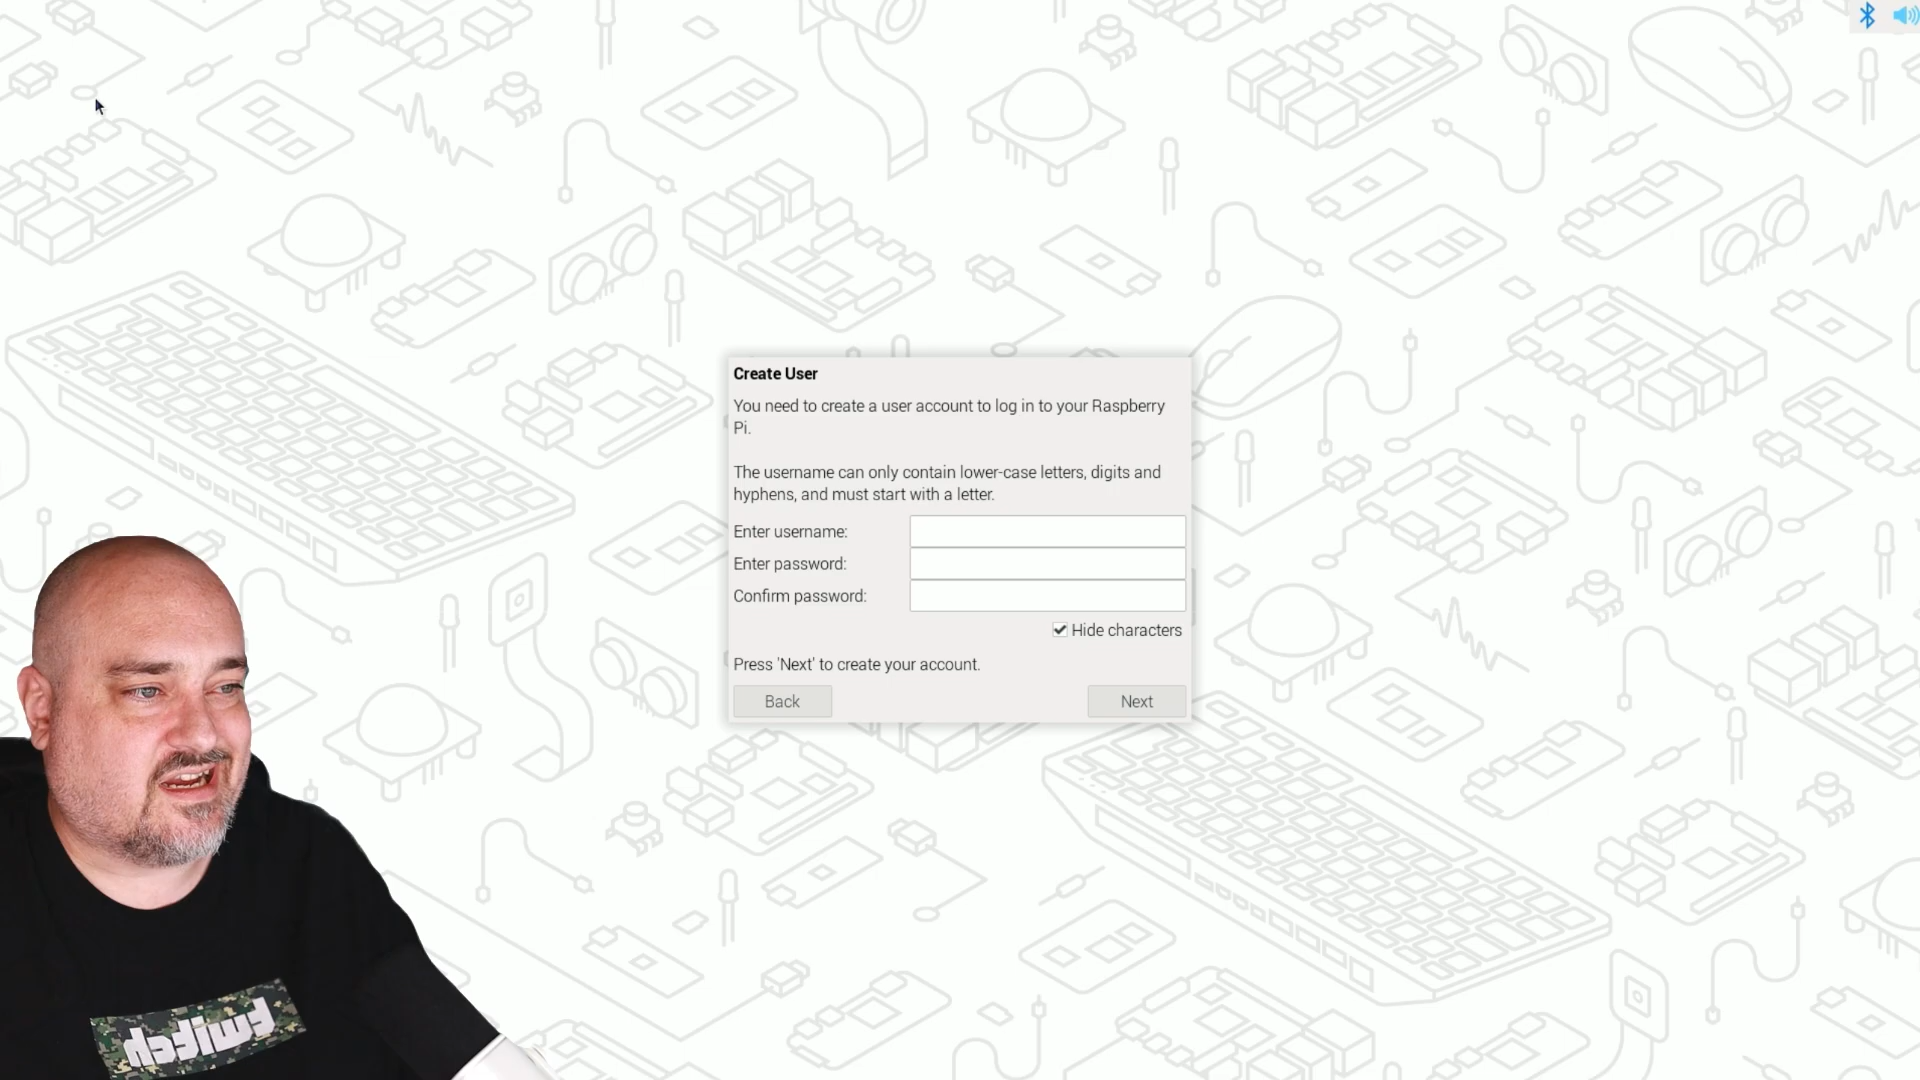 Create User
You need to create a user account to log in to your Raspberry
Pi.
The username can only contain lower-case letters, digits and
hyphens, and must start with a letter.
Enter username:
Enter password:
Confirm password:
Hide characters
Press 'Next' to create your account.
Back
Next
twitch